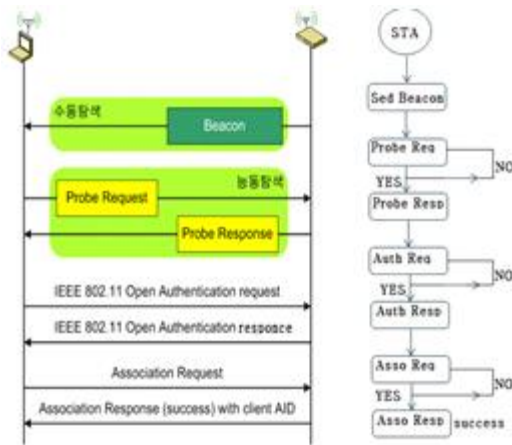 수동탐색
Beacon
능동탐색
Probe Request
Probe Response
IEEE 802.11 Open Authentication request
IEEE 802.11 Open Authentication responce
Association Request
Association Response (success) with client AID
STA
Sed Beacon
Probe Req
NO
YES
Probe Resp
Auth Req
NO
YES
Auth Resp
Asso Req
NO
YES
Asso Resp success